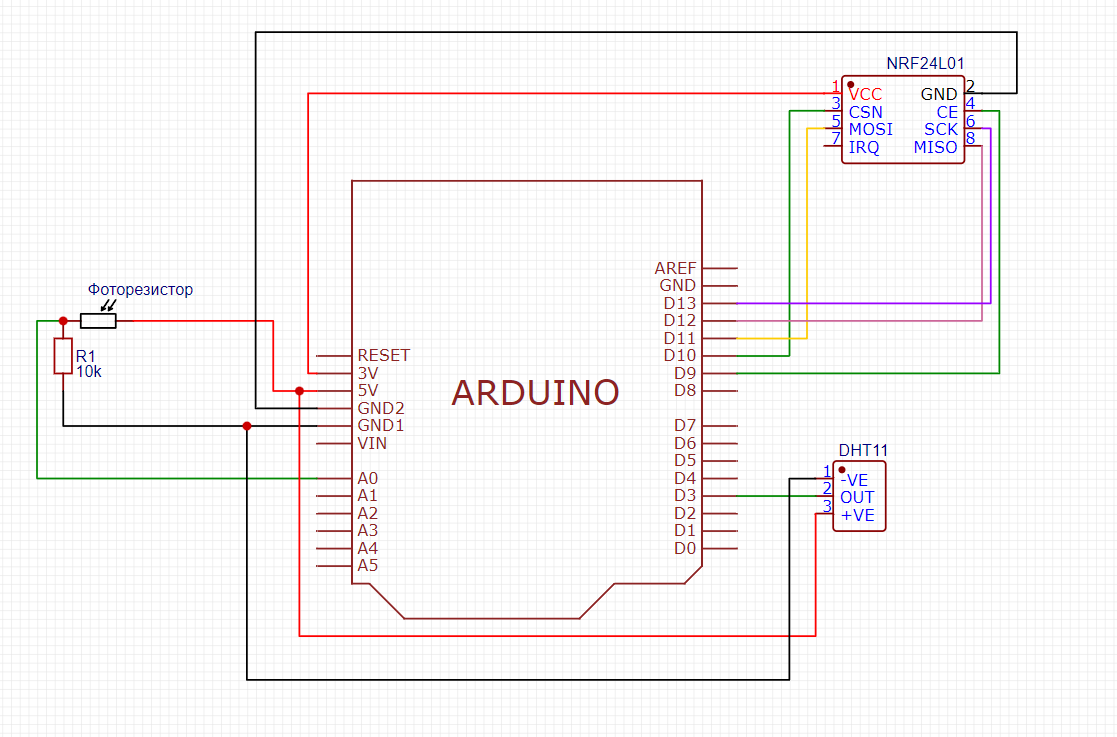 NRF24L01
1 VCC GND 2
3 CSN CE 4
5 MOSI SCK 6
7 IRQ MISO 8
Фоторезистор
R1
10k
ARDUINO
RESET
3V
5V
GND2
GND1
VIN
A0
A1
A2
A3
A4
A5
AREF
GND
D13
D12
D11
D10
D9
D8
D7
D6
D5
D4
D3
D2
D1
D0
DHT11
1 -VE
2 OUT
3 +VE